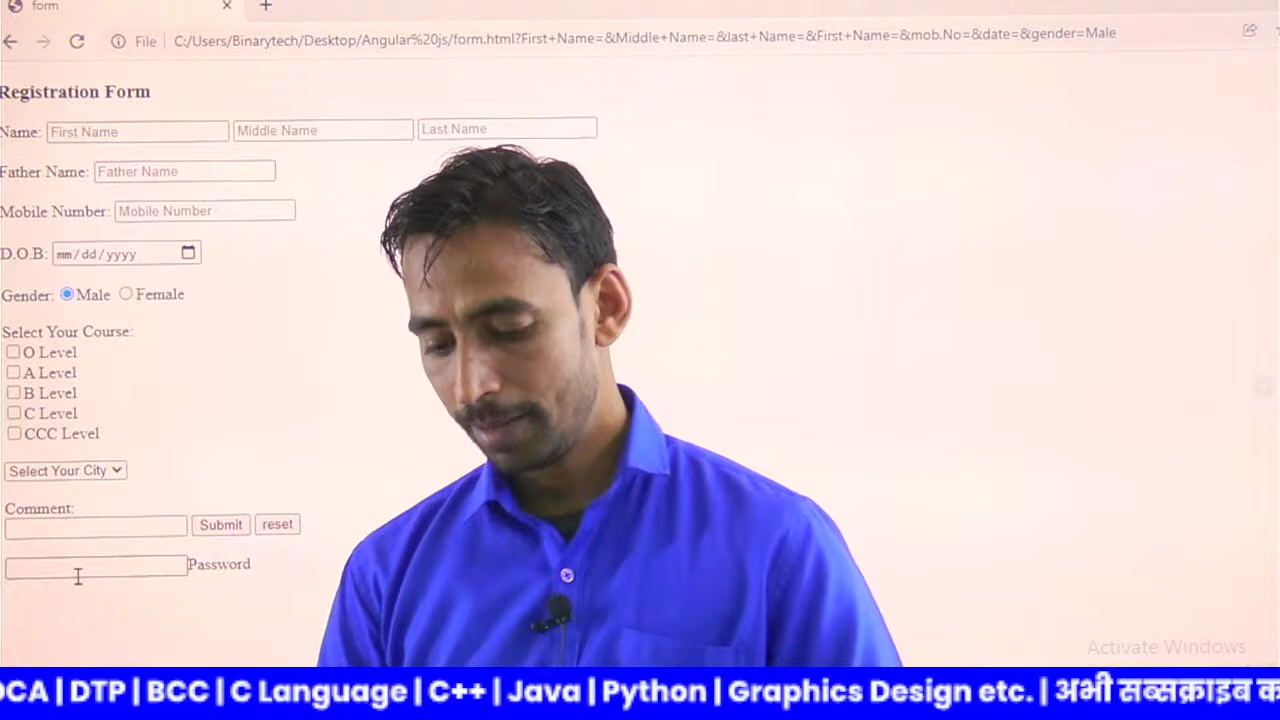 form
File C:/Users/Binarytech/Desktop/Angular%20js/form.html?First+Name=&Middle+Name=&last+Name=&First+Name=&mob.No=&date=&gender=Male
Registration Form
Name: First Name Middle Name Last Name
Father Name: Father Name
Mobile Number: Mobile Number
D.O.B: mm/dd/yyyy
Gender: Male Female
Select Your Course:
O Level
A Level
B Level
C Level
CCC Level
Select Your City
Comment:
Submit reset
Password
Activate Windows
| DTP | BCC | C Language | C++ | Java | Python | Graphics Design etc. | अभी सब्सक्राइब